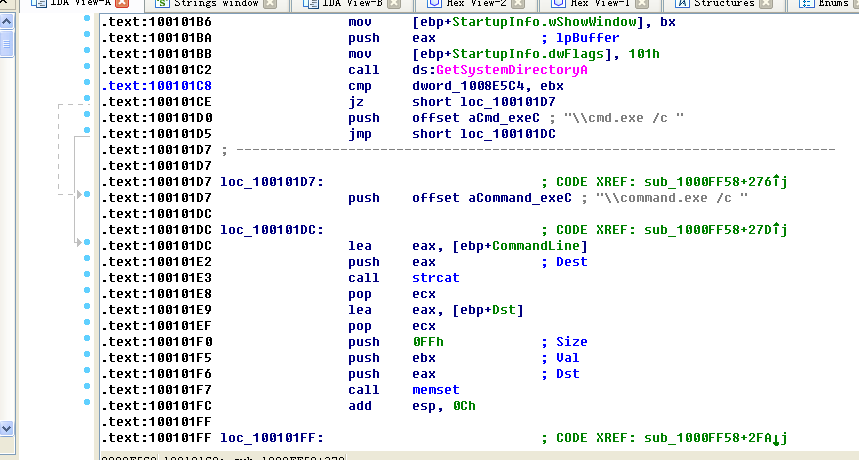 IDA View-A Strings window IDA View-B Hex View-2 Hex View-1 Structures Enums
.text:100101B6 mov [ebp+StartupInfo.wShowWindow], bx
.text:100101BA push eax ; lpBuffer
.text:100101BB mov [ebp+StartupInfo.dwFlags], 101h
.text:100101C2 call ds:GetSystemDirectoryA
.text:100101C8 cmp dword_1008E5C4, ebx
.text:100101CE jz short loc_100101D7
.text:100101D0 push offset aCmd_exeC ; "\\cmd.exe /c "
.text:100101D5 jmp short loc_100101DC
.text:100101D7 ; ---------------------------------------------------------------------------
.text:100101D7
.text:100101D7 loc_100101D7: ; CODE XREF: sub_1000FF58+276↑j
.text:100101D7 push offset aCommand_exeC ; "\\command.exe /c "
.text:100101DC
.text:100101DC loc_100101DC: ; CODE XREF: sub_1000FF58+27D↑j
.text:100101DC lea eax, [ebp+CommandLine]
.text:100101E2 push eax ; Dest
.text:100101E3 call strcat
.text:100101E8 pop ecx
.text:100101E9 lea eax, [ebp+Dst]
.text:100101EF pop ecx
.text:100101F0 push 0FFh ; Size
.text:100101F5 push ebx ; Val
.text:100101F6 push eax ; Dst
.text:100101F7 call memset
.text:100101FC add esp, 0Ch
.text:100101FF
.text:100101FF loc_100101FF: ; CODE XREF: sub_1000FF58+2FA↓j